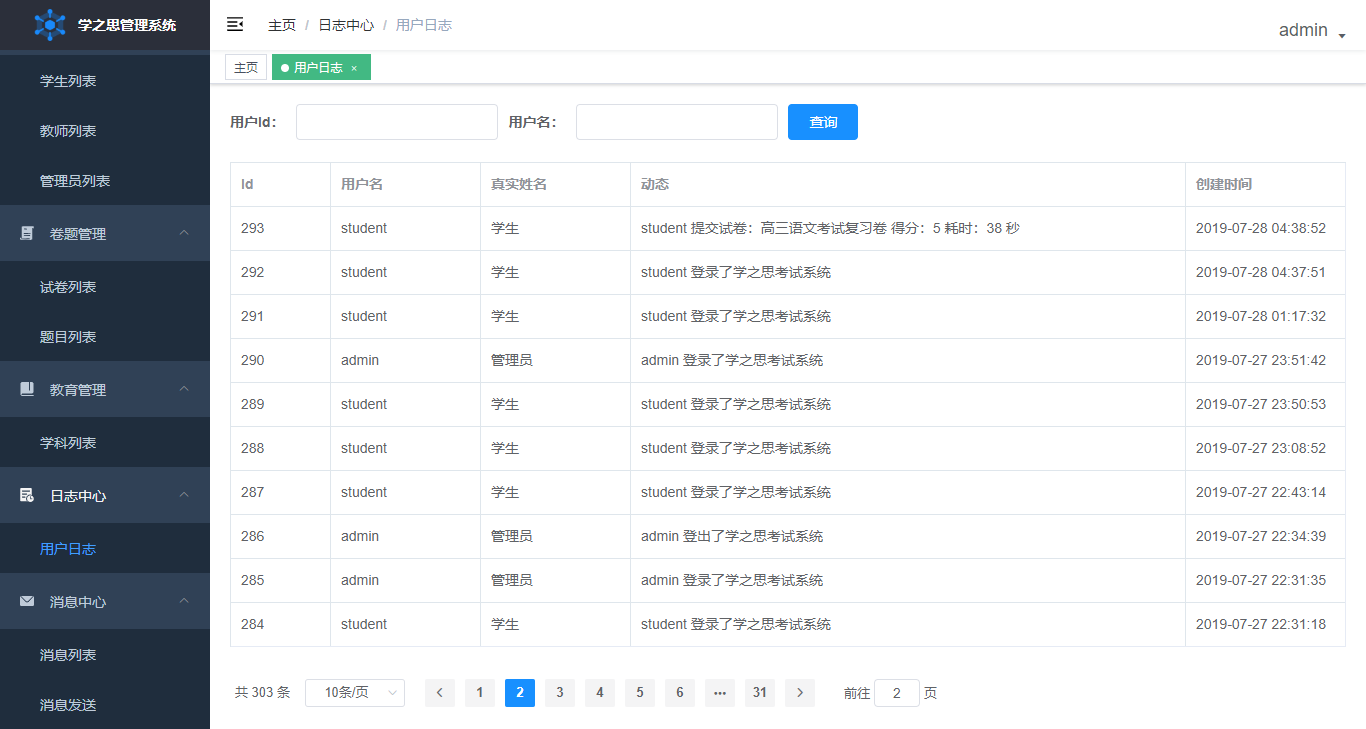 学之思管理系统
主页 / 日志中心 / 用户日志
admin
主页
用户日志 ×
学生列表
教师列表
管理员列表
卷题管理
试卷列表
题目列表
教育管理
学科列表
日志中心
用户日志
消息中心
消息列表
消息发送
用户Id： 用户名： 查询
Id 用户名 真实姓名 动态 创建时间
293 student 学生 student 提交试卷：高三语文考试复习卷 得分：5 耗时：38 秒 2019-07-28 04:38:52
292 student 学生 student 登录了学之思考试系统 2019-07-28 04:37:51
291 student 学生 student 登录了学之思考试系统 2019-07-28 01:17:32
290 admin 管理员 admin 登录了学之思考试系统 2019-07-27 23:51:42
289 student 学生 student 登录了学之思考试系统 2019-07-27 23:50:53
288 student 学生 student 登录了学之思考试系统 2019-07-27 23:08:52
287 student 学生 student 登录了学之思考试系统 2019-07-27 22:43:14
286 admin 管理员 admin 登出了学之思考试系统 2019-07-27 22:34:39
285 admin 管理员 admin 登录了学之思考试系统 2019-07-27 22:31:35
284 student 学生 student 登录了学之思考试系统 2019-07-27 22:31:18
共 303 条 10条/页 1 2 3 4 5 6 ••• 31 前往 2 页